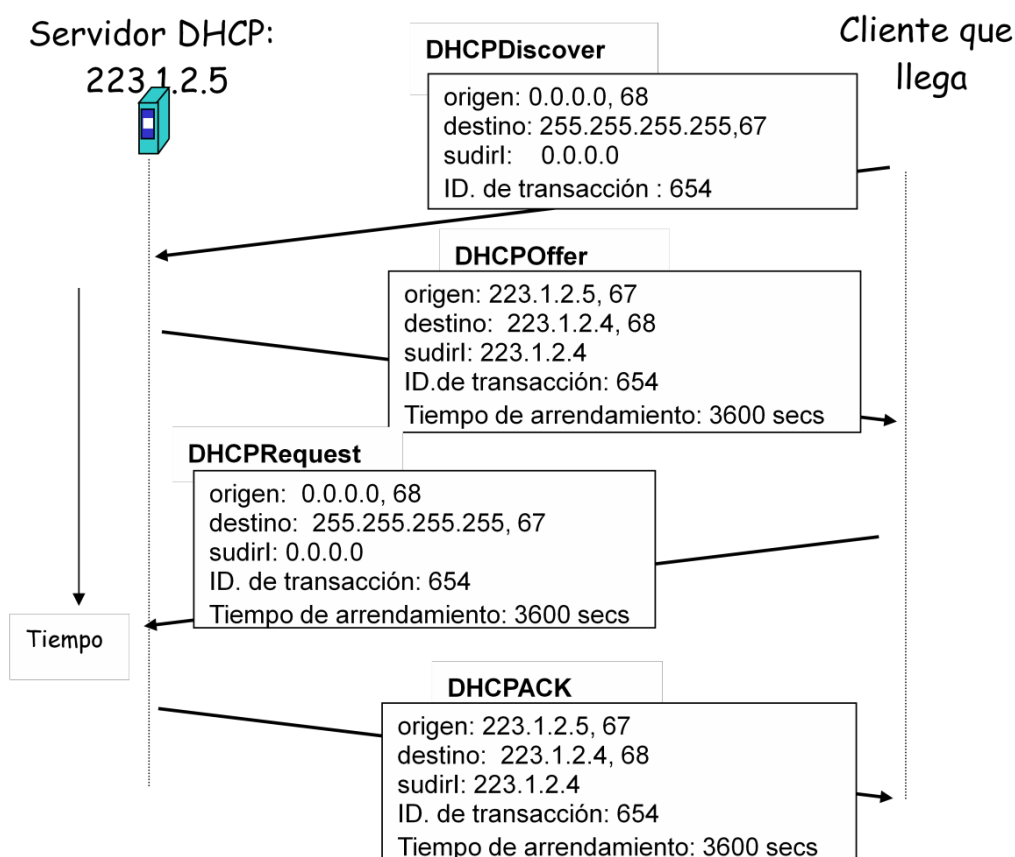 Servidor DHCP:
223.1.2.5
Cliente que
llega
DHCPDiscover
origen: 0.0.0.0, 68
destino: 255.255.255.255,67
sudirl: 0.0.0.0
ID. de transacción : 654
DHCPOffer
origen: 223.1.2.5, 67
destino: 223.1.2.4, 68
sudirl: 223.1.2.4
ID.de transacción: 654
Tiempo de arrendamiento: 3600 secs
DHCPRequest
origen: 0.0.0.0, 68
destino: 255.255.255.255, 67
sudirl: 0.0.0.0
ID. de transacción: 654
Tiempo de arrendamiento: 3600 secs
Tiempo
DHCPACK
origen: 223.1.2.5, 67
destino: 223.1.2.4, 68
sudirl: 223.1.2.4
ID. de transacción: 654
Tiempo de arrendamiento: 3600 secs